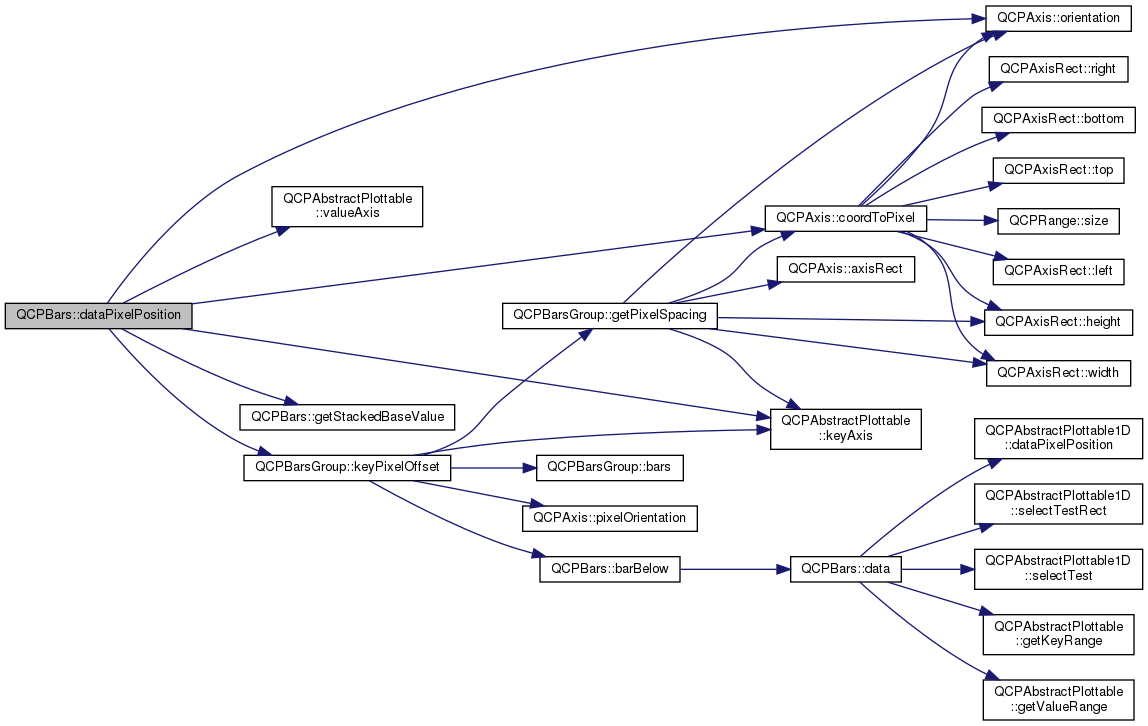 QCPBars::dataPixelPosition
QCPAbstractPlottable
::valueAxis
QCPBars::getStackedBaseValue
QCPBarsGroup::keyPixelOffset
QCPBarsGroup::getPixelSpacing
QCPBarsGroup::bars
QCPAxis::pixelOrientation
QCPBars::barBelow
QCPAxis::coordToPixel
QCPAxis::axisRect
QCPAbstractPlottable
::keyAxis
QCPBars::data
QCPAxis::orientation
QCPAxisRect::right
QCPAxisRect::bottom
QCPAxisRect::top
QCPRange::size
QCPAxisRect::left
QCPAxisRect::height
QCPAxisRect::width
QCPAbstractPlottable1D
::dataPixelPosition
QCPAbstractPlottable1D
::selectTestRect
QCPAbstractPlottable1D
::selectTest
QCPAbstractPlottable
::getKeyRange
QCPAbstractPlottable
::getValueRange